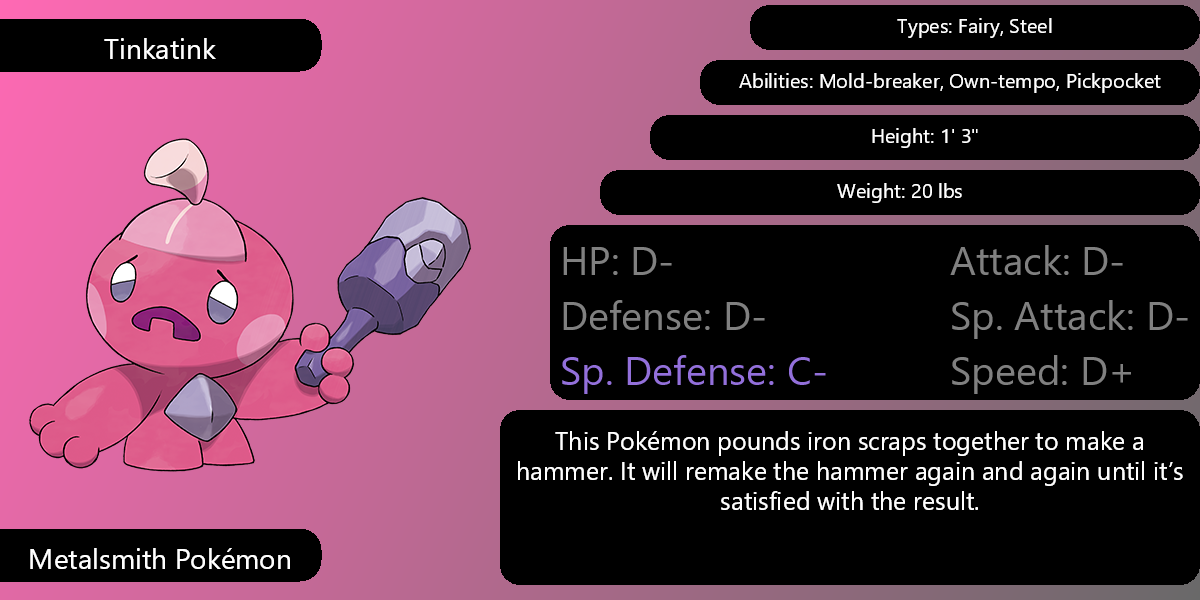 Tinkatink
Types: Fairy, Steel
Abilities: Mold-breaker, Own-tempo, Pickpocket
Height: 1' 3"
Weight: 20 lbs
HP: D-
Attack: D-
Defense: D-
Sp. Attack: D-
Sp. Defense: C-
Speed: D+
This Pokémon pounds iron scraps together to make a
hammer. It will remake the hammer again and again until it’s
satisfied with the result.
Metalsmith Pokémon